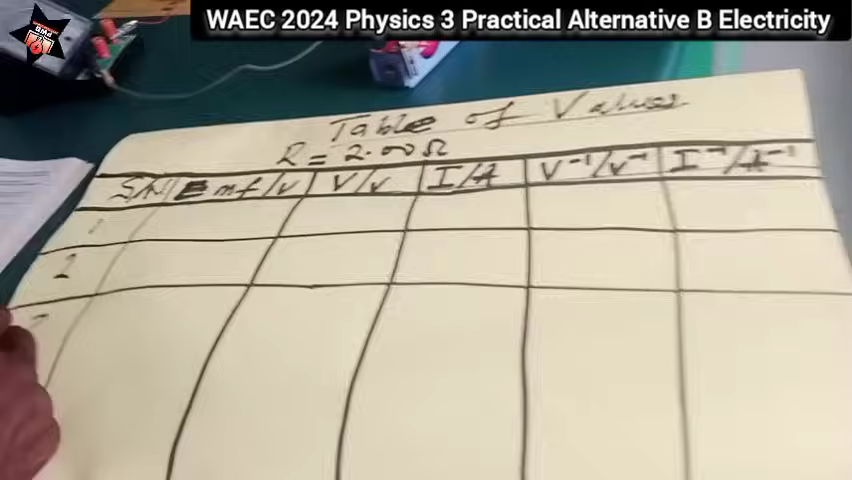 WAEC 2024 Physics 3 Practical Alternative B Electricity
Table of Values
R = 2.00Ω
S/N Emf/v V/v I/A V⁻¹/v⁻¹ I⁻¹/A⁻¹
1
2